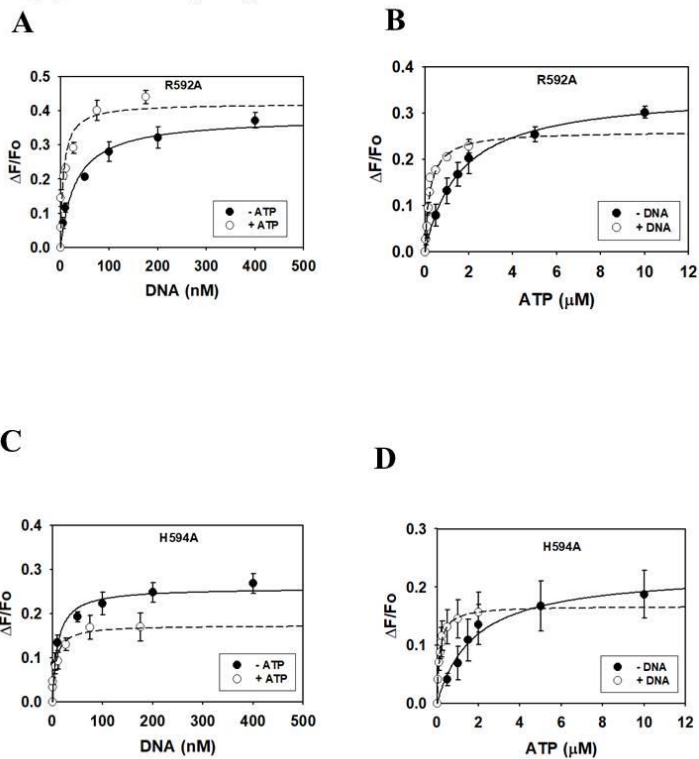 A
R592A
0.5
0.4
0.3
0.2
0.1
0.0
ΔF/Fo
0 100 200 300 400 500
DNA (nM)
- ATP
+ ATP
B
R592A
0.4
0.3
0.2
0.1
0.0
ΔF/Fo
0 2 4 6 8 10 12
ATP (μM)
- DNA
+ DNA
C
H594A
0.4
0.3
0.2
0.1
0.0
ΔF/Fo
0 100 200 300 400 500
DNA (nM)
- ATP
+ ATP
D
H594A
0.3
0.2
0.1
0.0
ΔF/Fo
0 2 4 6 8 10 12
ATP (μM)
- DNA
+ DNA